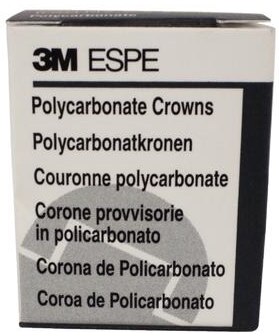 Polycarbonate
3M ESPE
Polycarbonate Crowns
Polycarbonatkronen
Couronne polycarbonate
Corone provvisorie
in policarbonato
Corona de Policarbonato
Coroa de Policarbonato